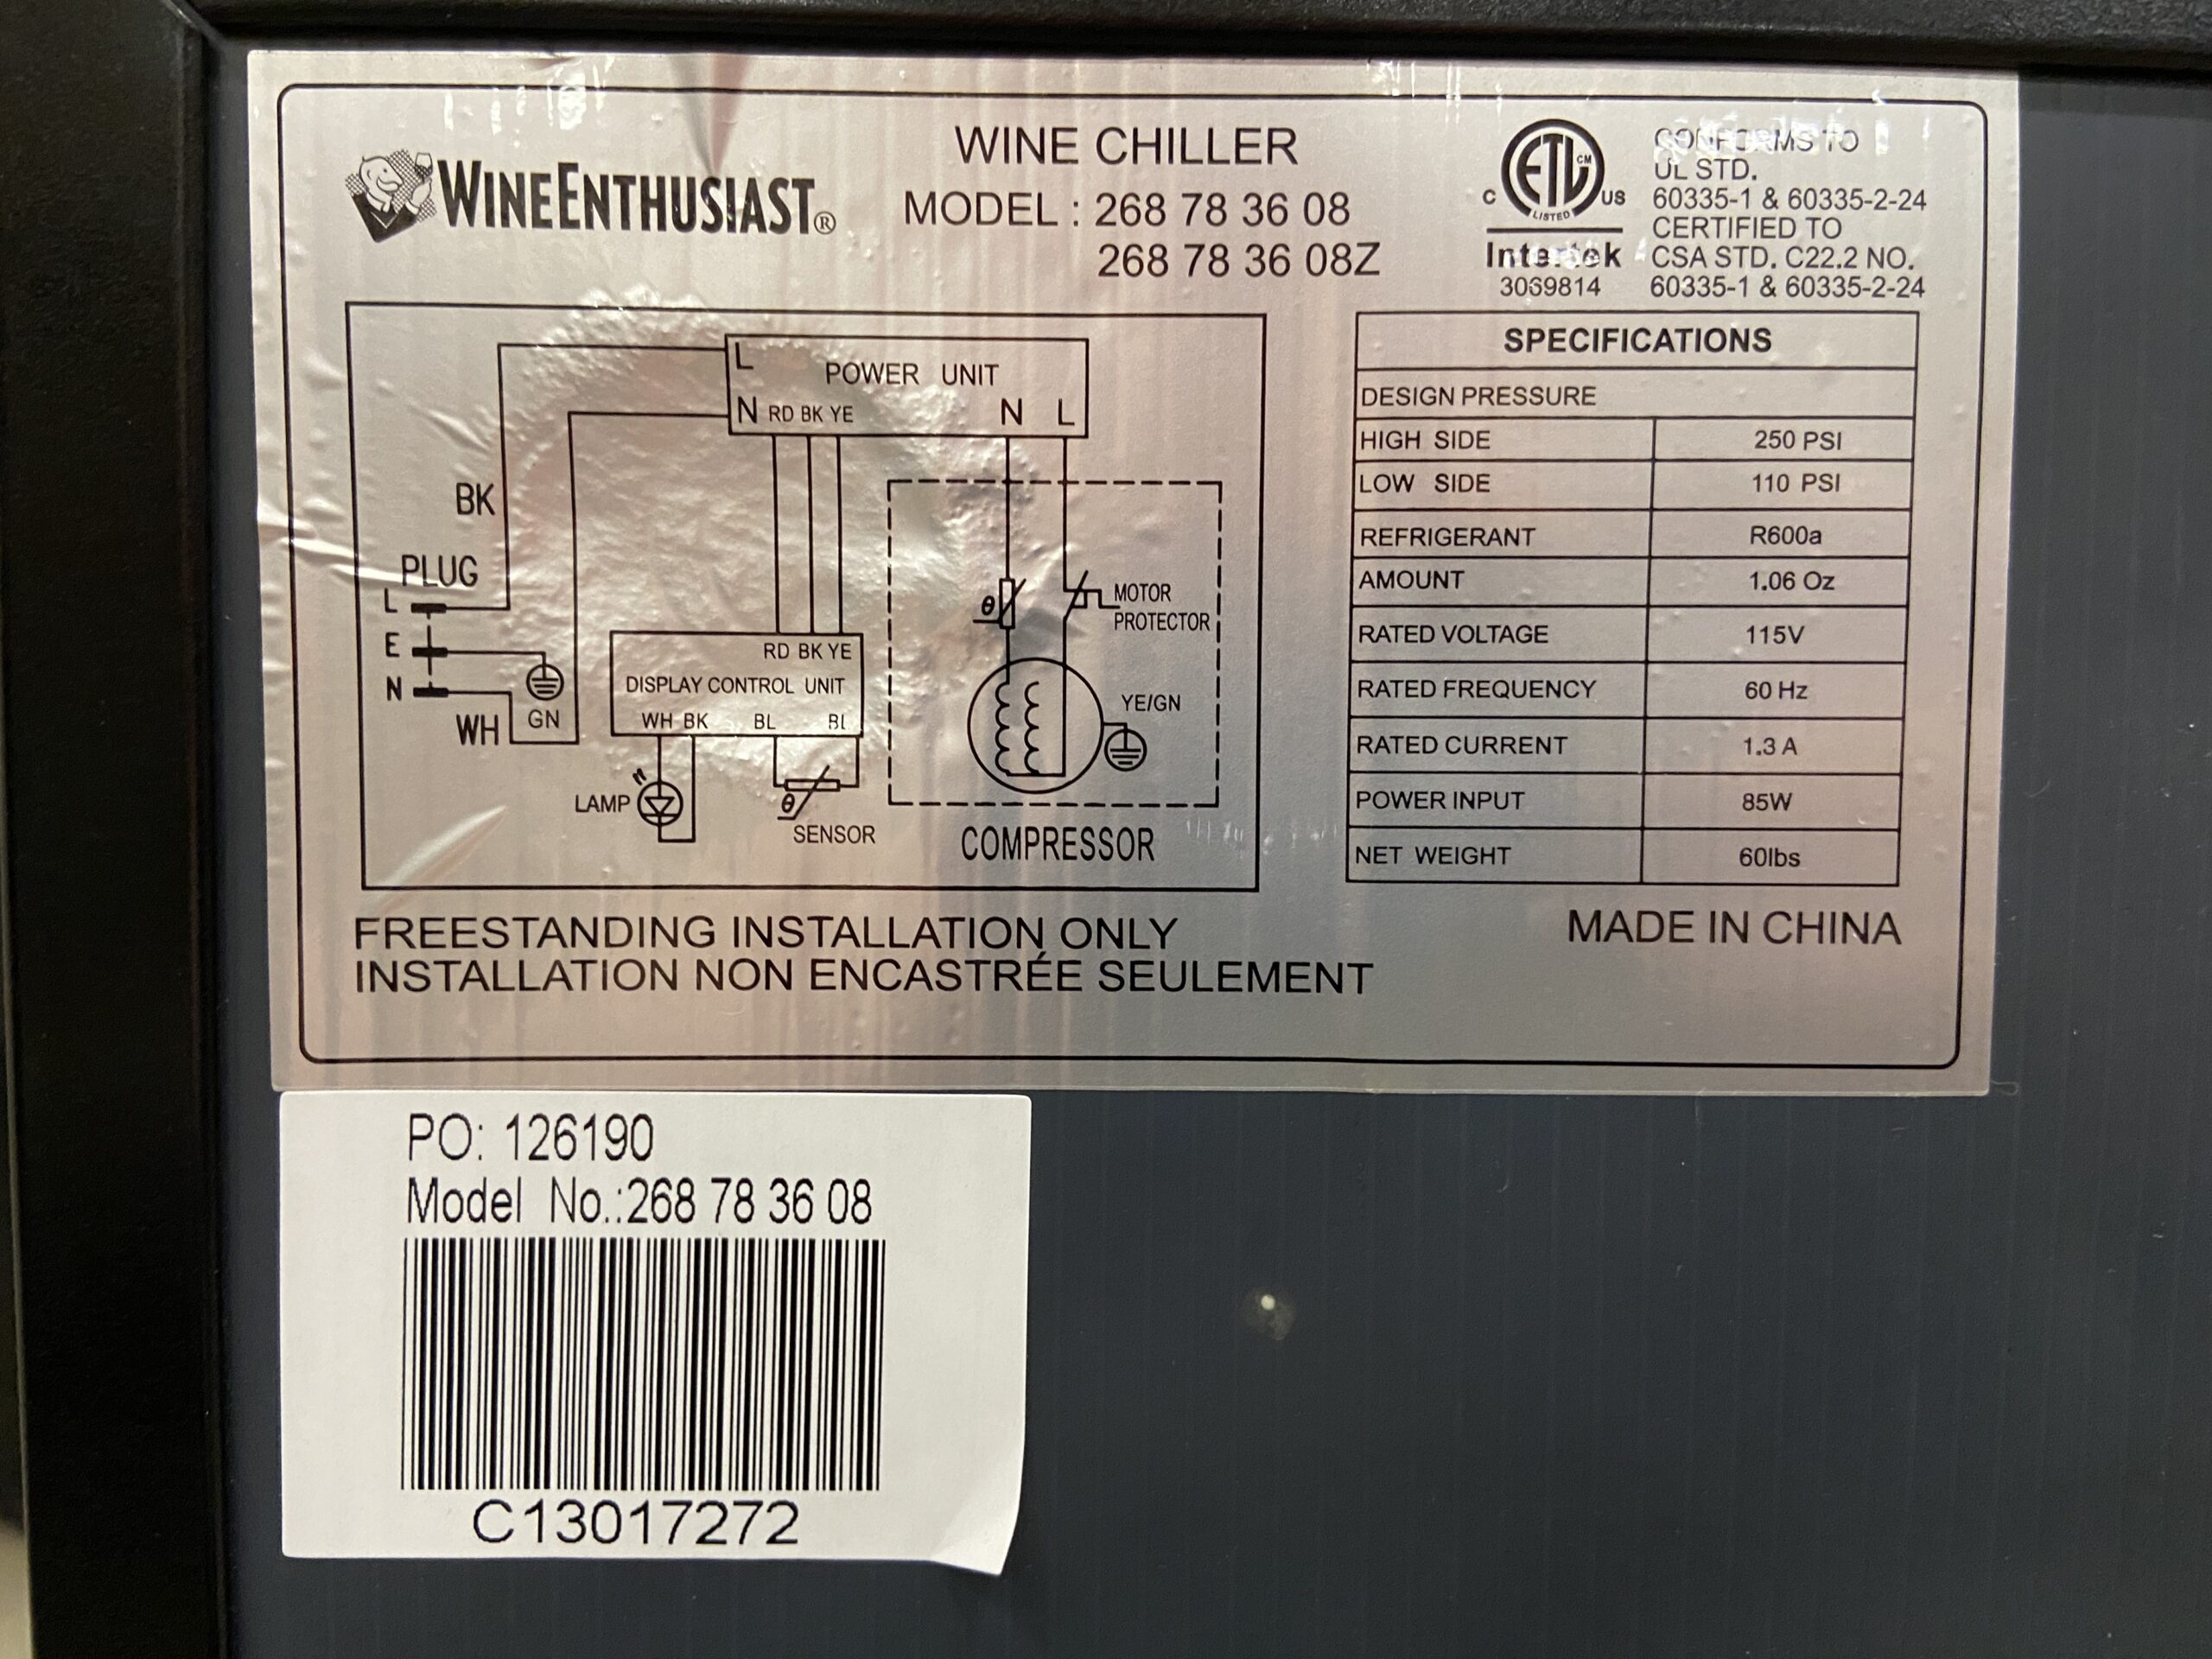 WINEENTHUSIAST®
WINE CHILLER
MODEL : 268 78 36 08
268 78 36 08Z
ETL CM
LISTED
C US
Intertek
3069814
CONFORMS TO
UL STD.
60335-1 & 60335-2-24
CERTIFIED TO
CSA STD. C22.2 NO.
60335-1 & 60335-2-24
L
POWER UNIT
N RD BK YE N L
BK
PLUG
L
E
N
GN
WH
RD BK YE
DISPLAY CONTROL UNIT
WH BK BL BL
LAMP
θ
SENSOR
θ
MOTOR
PROTECTOR
YE/GN
COMPRESSOR
SPECIFICATIONS
DESIGN PRESSURE
HIGH SIDE 250 PSI
LOW SIDE 110 PSI
REFRIGERANT R600a
AMOUNT 1.06 Oz
RATED VOLTAGE 115V
RATED FREQUENCY 60 Hz
RATED CURRENT 1.3 A
POWER INPUT 85W
NET WEIGHT 60lbs
FREESTANDING INSTALLATION ONLY
INSTALLATION NON ENCASTRÉE SEULEMENT
MADE IN CHINA
PO: 126190
Model No.:268 78 36 08
C13017272